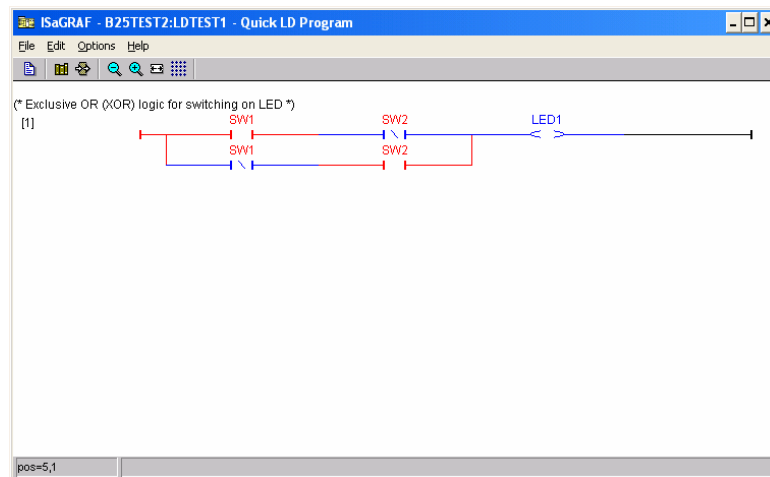 ISaGRAF - B25TEST2:LDTEST1 - Quick LD Program
File Edit Options Help
(* Exclusive OR (XOR) logic for switching on LED *)
[1]
SW1 SW2 LED1
SW1 SW2
pos=5,1